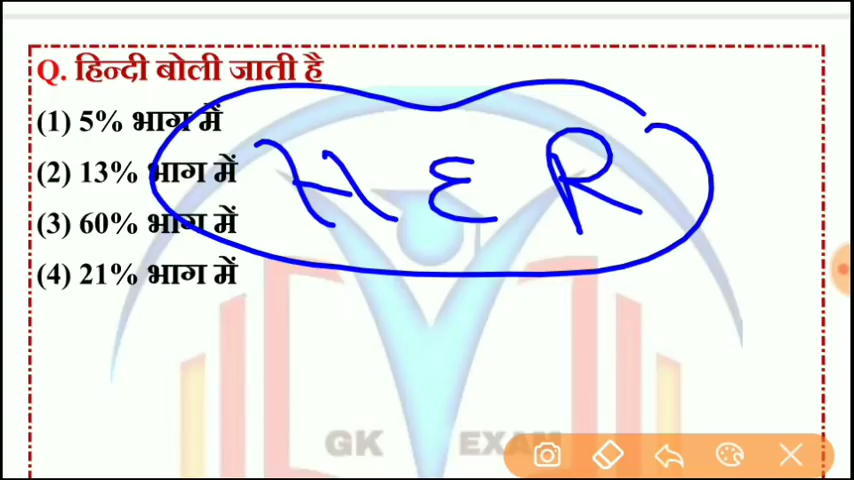 Q. हिन्दी बोली जाती है
(1) 5% भाग में
(2) 13% भाग में
(3) 60% भाग में
(4) 21% भाग में
HER
GK EXAM